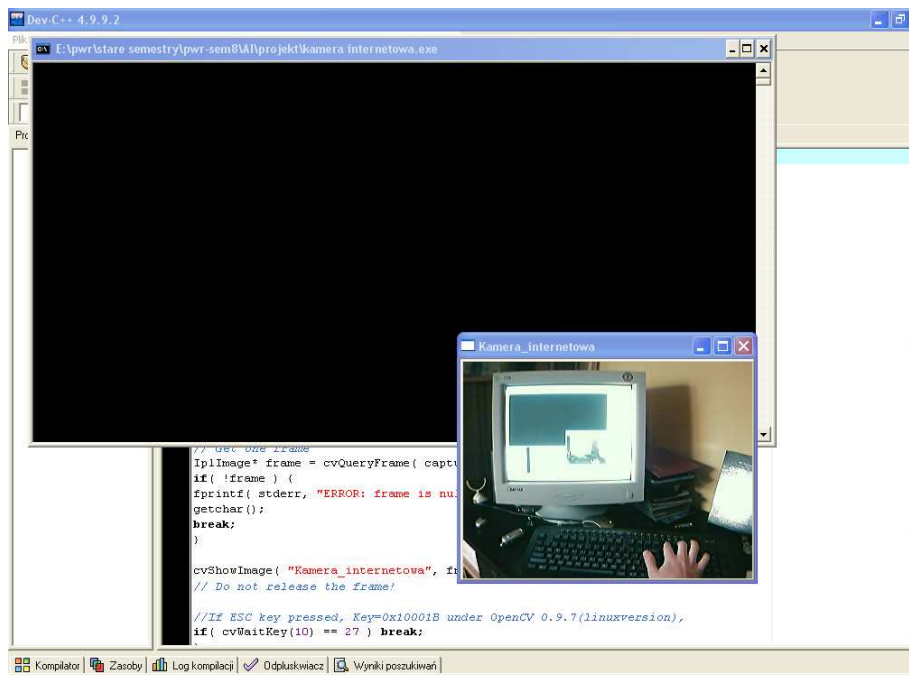 Dev-C++ 4.9.9.2
Plik
E:\pwr\stare semestry\pwr-sem8\AI\projekt\kamera internetowa.exe
Kamera_internetowa
// Get one frame
IplImage* frame = cvQueryFrame( captu
if( !frame ) {
fprintf( stderr, "ERROR: frame is nu
getchar();
break;
}
cvShowImage( "Kamera_internetowa", fr
// Do not release the frame!
//If ESC key pressed, Key=0x10001B under OpenCV 0.9.7(linuxversion),
if( cvWaitKey(10) == 27 ) break;
Kompilator Zasoby Log kompilacji Odpluskwiacz Wyniki poszukiwań